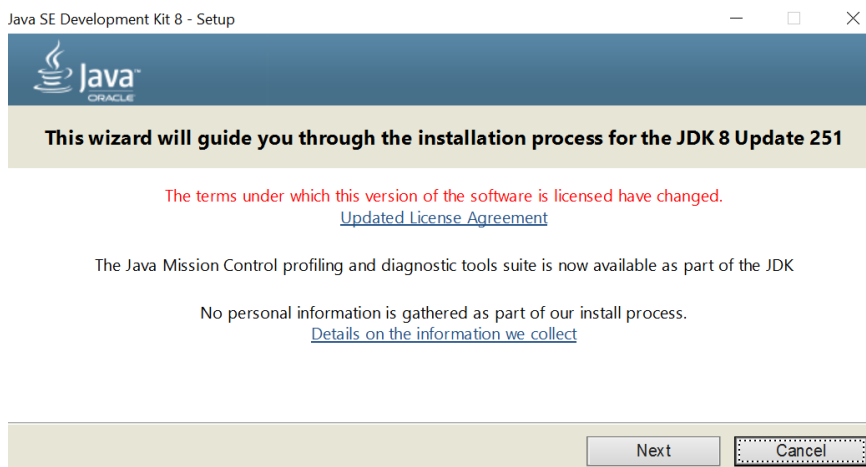 Java SE Development Kit 8 - Setup
Java™
ORACLE
This wizard will guide you through the installation process for the JDK 8 Update 251
The terms under which this version of the software is licensed have changed.
Updated License Agreement
The Java Mission Control profiling and diagnostic tools suite is now available as part of the JDK
No personal information is gathered as part of our install process.
Details on the information we collect
Next Cancel